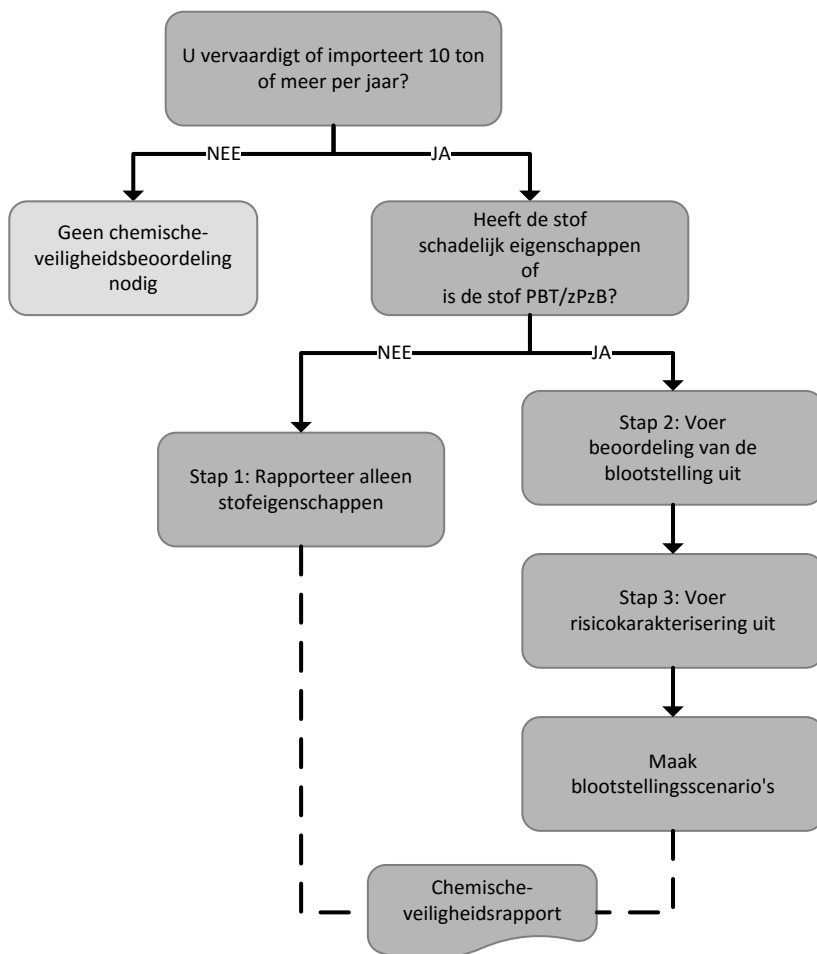 U vervaardigt of importeert 10 ton
of meer per jaar?
NEE
JA
Geen chemische-
veiligheidsbeoordeling
nodig
Heeft de stof
schadelijk eigenschappen
of
is de stof PBT/zPzB?
NEE
JA
Stap 1: Rapporteer alleen
stofeigenschappen
Stap 2: Voer
beoordeling van de
blootstelling uit
Stap 3: Voer
risicokarakterisering uit
Maak
blootstellingsscenario's
Chemische-
veiligheidsrapport